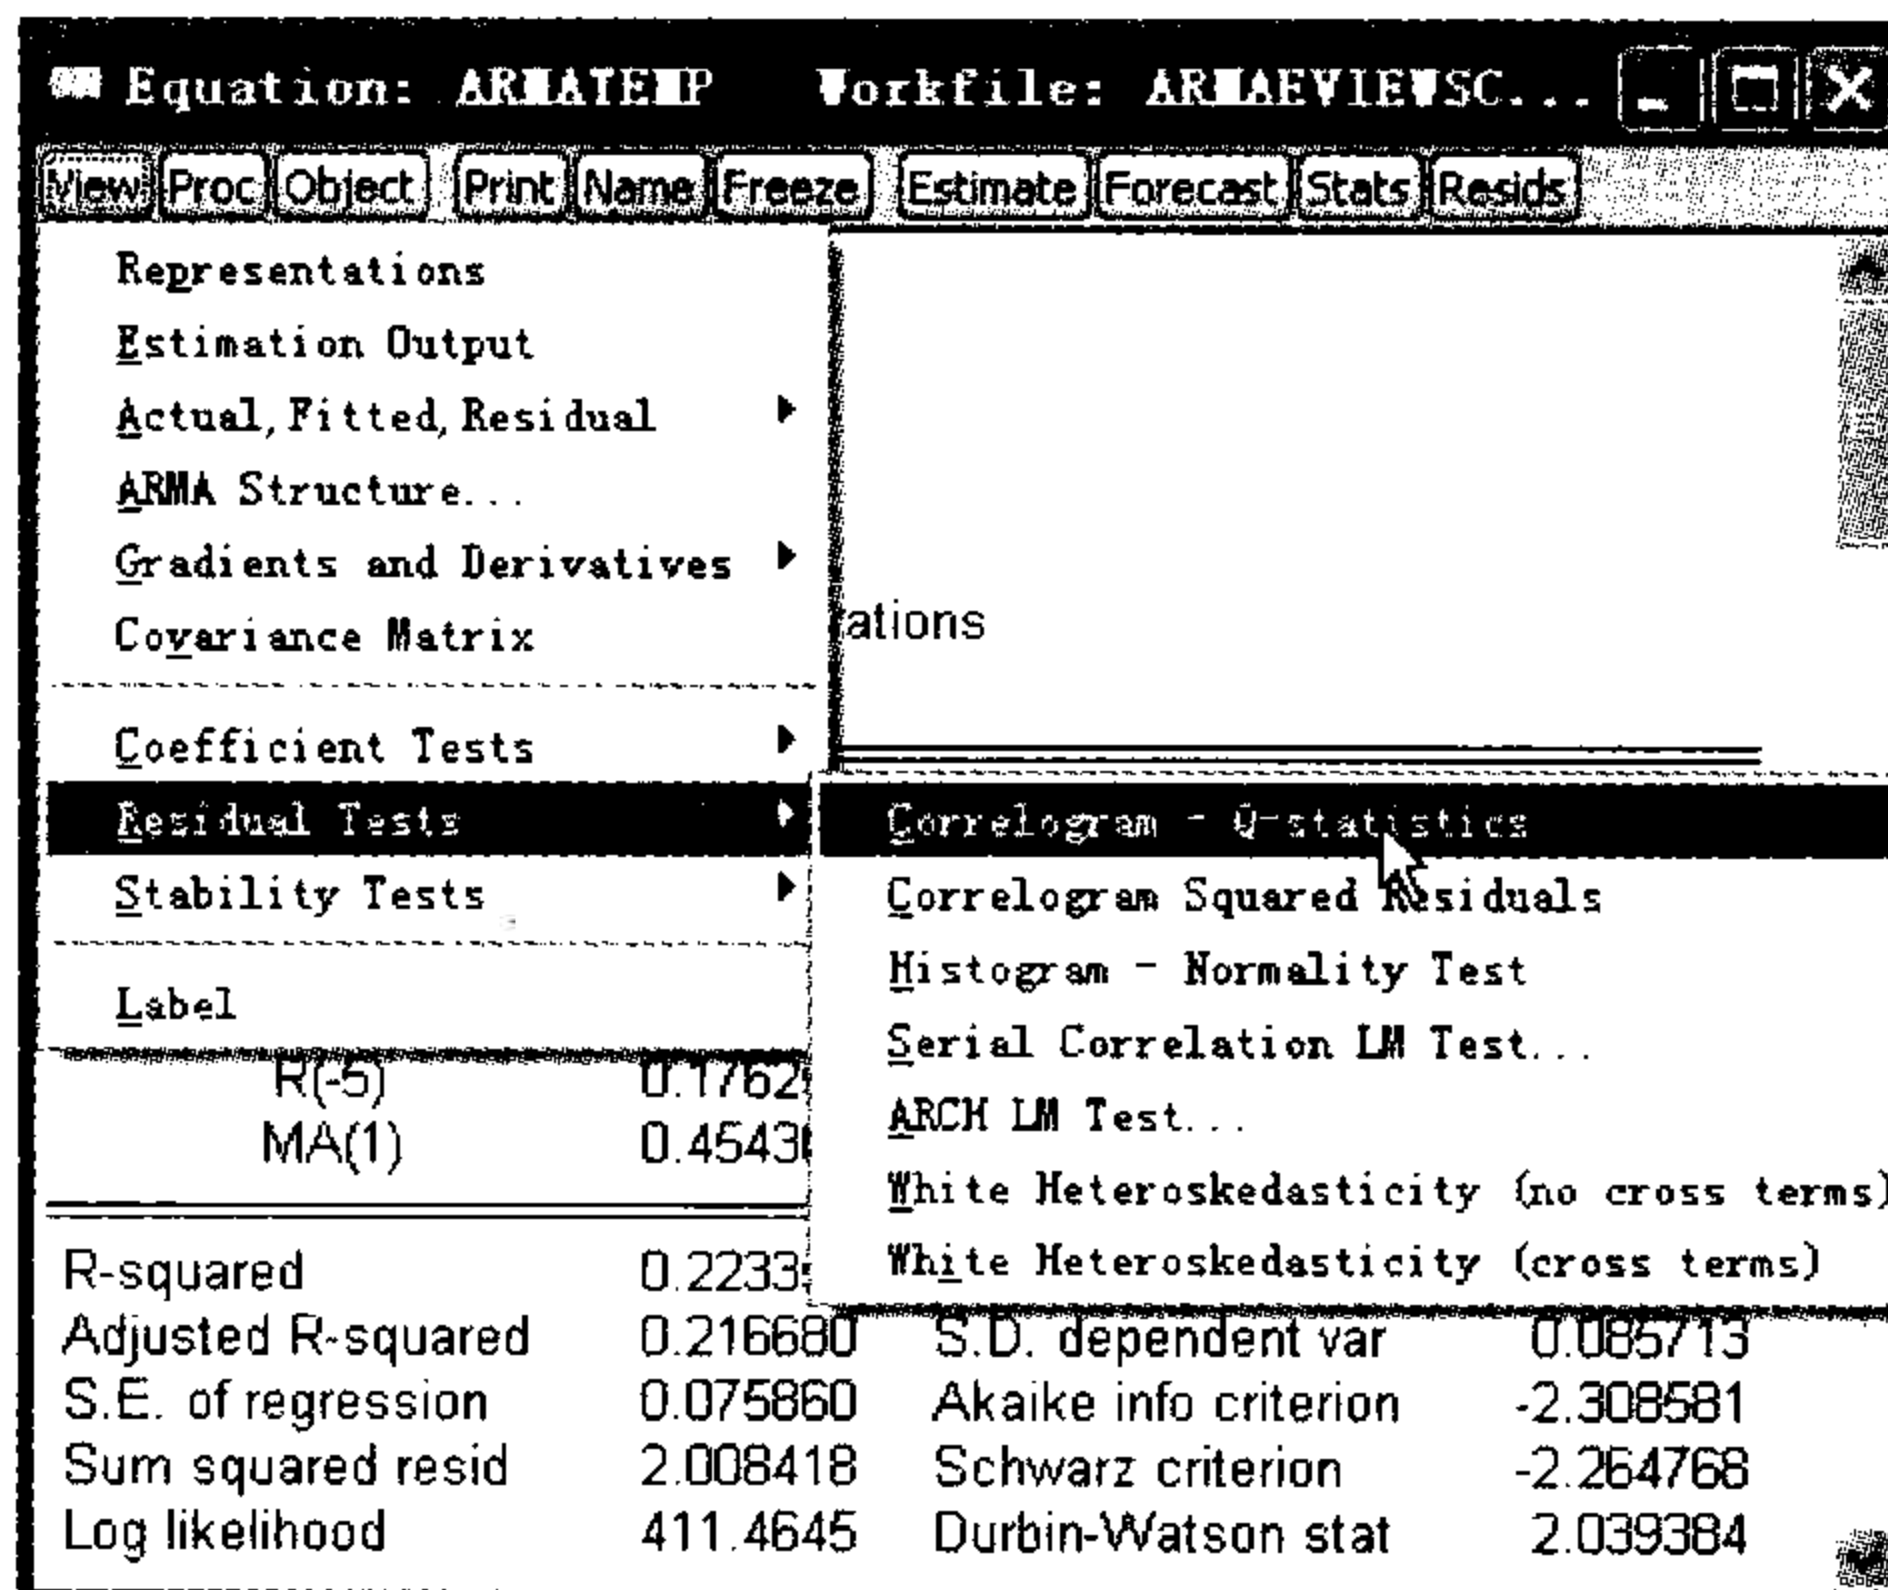 Equation: ARMATEMP Workfile: ARMAEVIEWSC...
View Proc Object Print Name Freeze Estimate Forecast Stats Resids
Representations
Estimation Output
Actual,Fitted,Residual
ARMA Structure...
Gradients and Derivatives
ations
Covariance Matrix
Coefficient Tests
Residual Tests
Stability Tests
Label
Correlogram - Q-statistics
Correlogram Squared Residuals
Histogram - Normality Test
Serial Correlation LM Test...
ARCH LM Test...
White Heteroskedasticity (no cross terms)
White Heteroskedasticity (cross terms)
R(-5) 0.1762
MA(1) 0.4543
R-squared 0.2233
Adjusted R-squared 0.216680 S.D. dependent var 0.085713
S.E. of regression 0.075860 Akaike info criterion -2.308581
Sum squared resid 2.008418 Schwarz criterion -2.264768
Log likelihood 411.4645 Durbin-Watson stat 2.039384